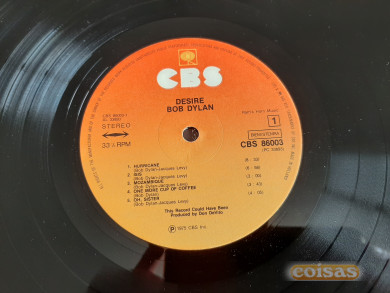 CBS
DESIRE
BOB DYLAN
STEREO
33⅓ RPM
1
BIEM/STEMRA
CBS 86003
1. HURRICANE
(Bob Dylan-Jacques Levy)
2. ISIS
(Bob Dylan-Jacques Levy)
3. MOZAMBIQUE
(Bob Dylan-Jacques Levy)
4. ONE MORE CUP OF COFFEE
(Bob Dylan)
5. OH, SISTER
(Bob Dylan-Jacques Levy)
This Record Could Have Been
Produced by Don DeVito
℗ 1975 CBS Inc.
coisas